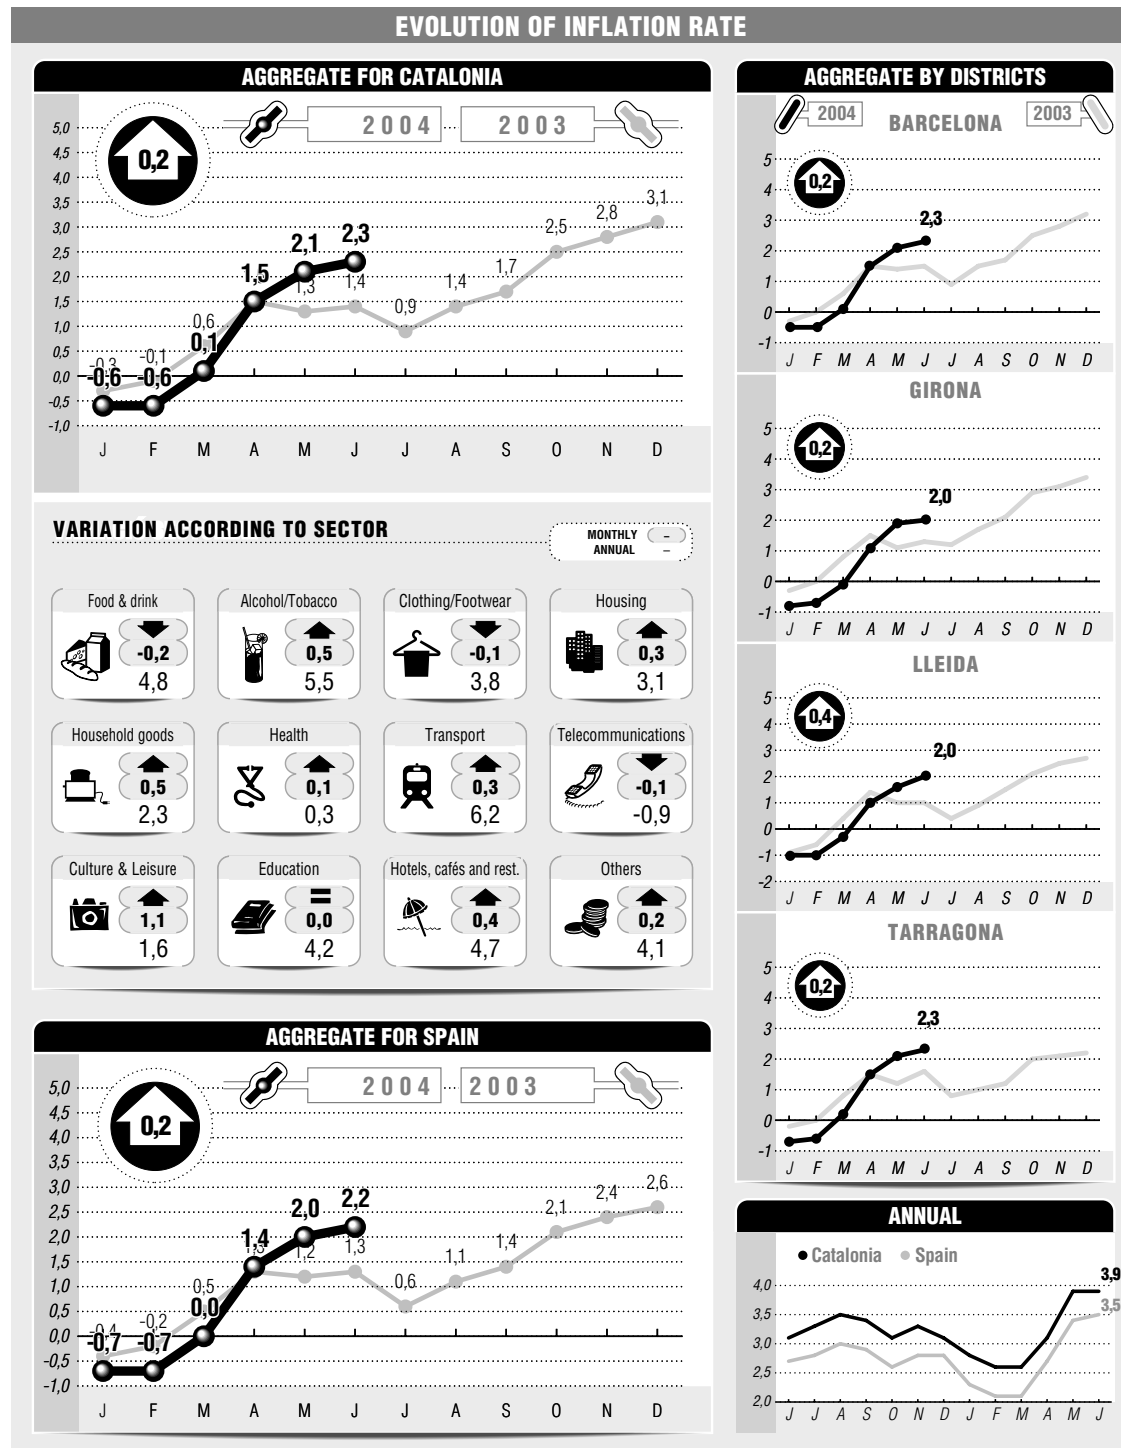 EVOLUTION OF INFLATION RATE
AGGREGATE FOR CATALONIA
0,2
2004
2003
5,0
4,5
4,0
3,5
3,0
2,5
2,0
1,5
1,0
0,5
0,0
-0,5
-1,0
-0,6 -0,6 0,1 1,5 2,1 2,3
-0,3 -0,1 0,6 1,3 1,4 0,9 1,4 1,7 2,5 2,8 3,1
J F M A M J J A S O N D
VARIATION ACCORDING TO SECTOR
MONTHLY -
ANNUAL –
Food & drink
-0,2
4,8
Alcohol/Tobacco
0,5
5,5
Clothing/Footwear
-0,1
3,8
Housing
0,3
3,1
Household goods
0,5
2,3
Health
0,1
0,3
Transport
0,3
6,2
Telecommunications
-0,1
-0,9
Culture & Leisure
1,1
1,6
Education
0,0
4,2
Hotels, cafés and rest.
0,4
4,7
Others
0,2
4,1
AGGREGATE FOR SPAIN
0,2
2004
2003
5,0
4,5
4,0
3,5
3,0
2,5
2,0
1,5
1,0
0,5
0,0
-0,5
-1,0
-0,7 -0,7 0,0 1,4 2,0 2,2
-0,4 -0,2 0,5 1,3 1,2 1,3 0,6 1,1 1,4 2,1 2,4 2,6
J F M A M J J A S O N D
AGGREGATE BY DISTRICTS
2004
2003
BARCELONA
0,2
2,3
5
4
3
2
1
0
-1
J F M A M J J A S O N D
GIRONA
0,2
2,0
5
4
3
2
1
0
-1
J F M A M J J A S O N D
LLEIDA
0,4
2,0
5
4
3
2
1
0
-1
-2
J F M A M J J A S O N D
TARRAGONA
0,2
2,3
5
4
3
2
1
0
-1
J F M A M J J A S O N D
ANNUAL
Catalonia
Spain
3,9
3,5
4,0
3,5
3,0
2,5
2,0
J J A S O N D J F M A M J